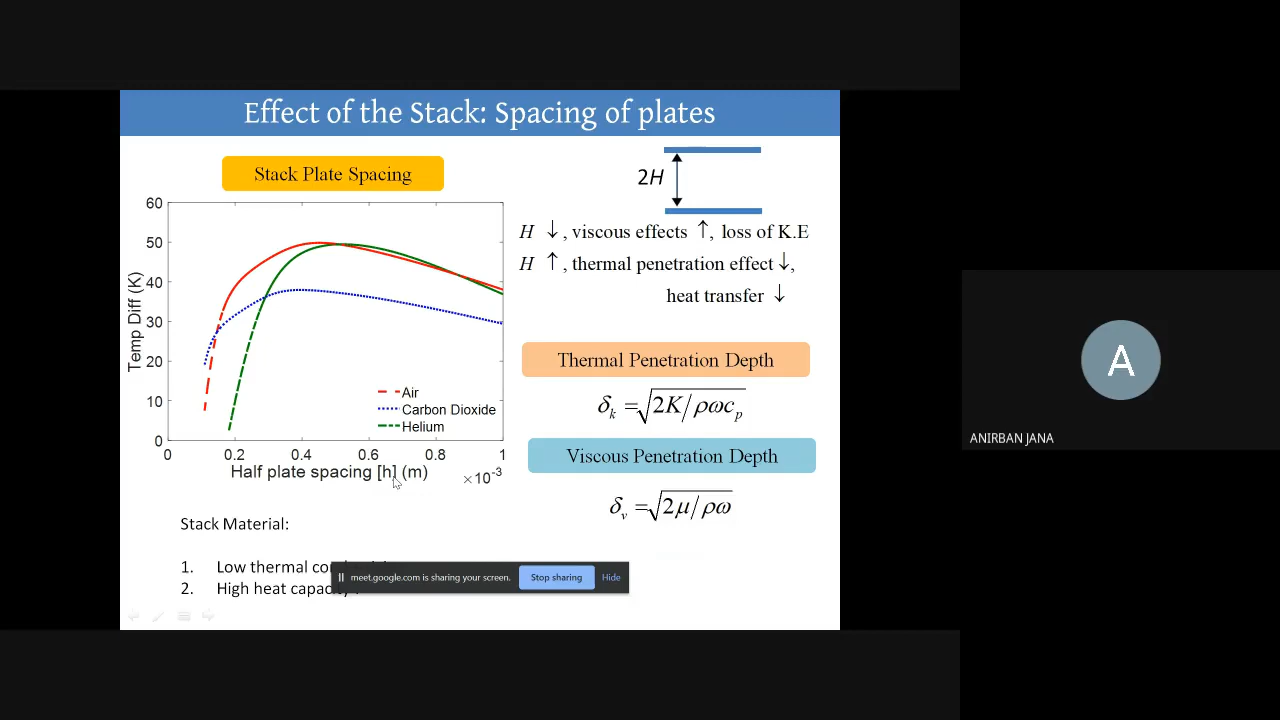 Effect of the Stack: Spacing of plates
Stack Plate Spacing
2H
H ↓, viscous effects ↑, loss of K.E
H ↑, thermal penetration effect ↓,
heat transfer ↓
60
50
40
30
20
10
0
Temp Diff (K)
Air
Carbon Dioxide
Helium
0 0.2 0.4 0.6 0.8 1
Half plate spacing [h] (m) ×10⁻³
Thermal Penetration Depth
δₖ = √2K/ρωcₚ
Viscous Penetration Depth
δᵥ = √2μ/ρω
Stack Material:
1. Low thermal
2. High heat capacity
meet.google.com is sharing your screen. Stop sharing Hide
A
ANIRBAN JANA